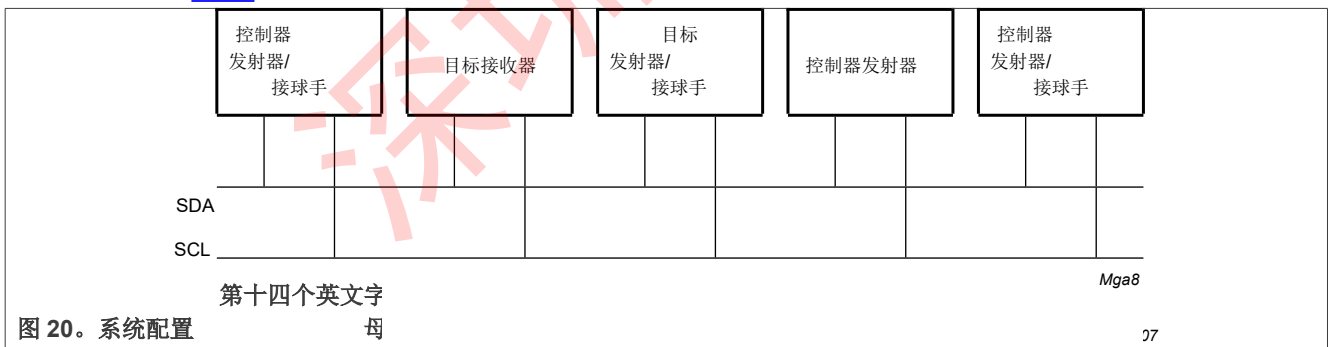 控制器
发射器/
接球手
目标接收器
目标
发射器/
接球手
控制器发射器
控制器
发射器/
接球手
SDA
SCL
Mga8
第十四个英文字
母
图 20。系统配置
07